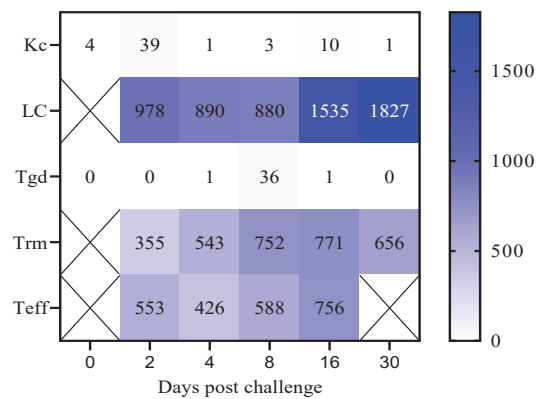 Kc 4 39 1 3 10 1
LC 978 890 880 1535 1827
Tgd 0 0 1 36 1 0
Trm 355 543 752 771 656
Teff 553 426 588 756
0 2 4 8 16 30
Days post challenge
1500
1000
500
0